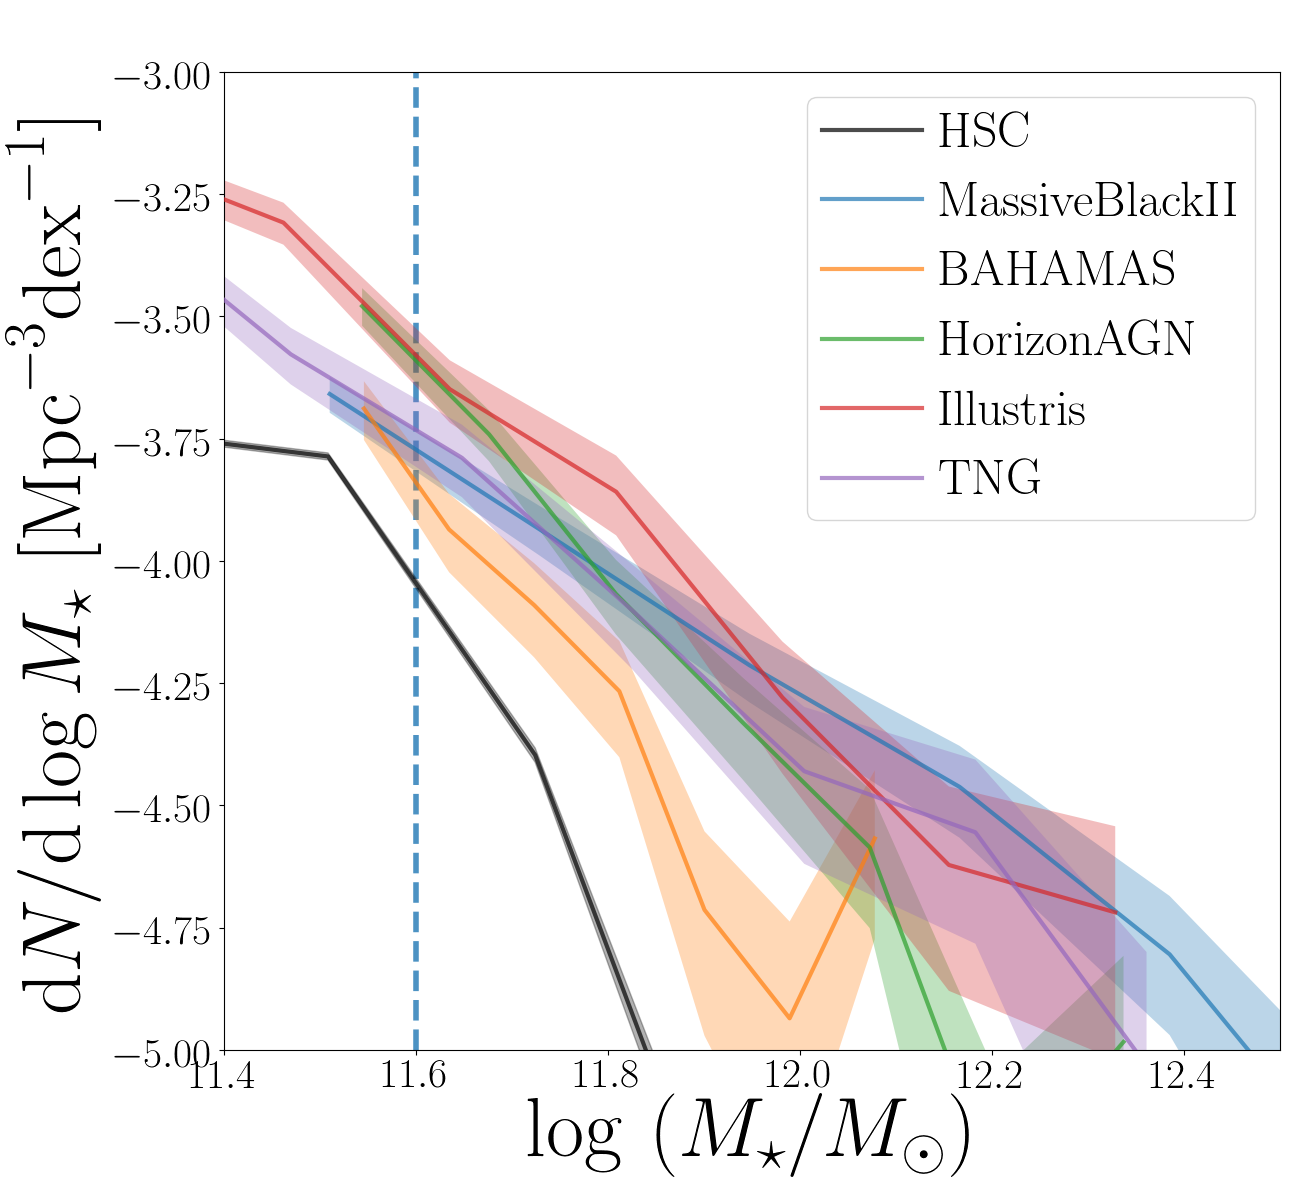 −3.00
−3.25
−3.50
−3.75
−4.00
−4.25
−4.50
−4.75
−5.00
dN/d log M⋆ [Mpc⁻³dex⁻¹]
HSC
MassiveBlackII
BAHAMAS
HorizonAGN
Illustris
TNG
11.4 11.6 11.8 12.0 12.2 12.4
log (M⋆/M⊙)